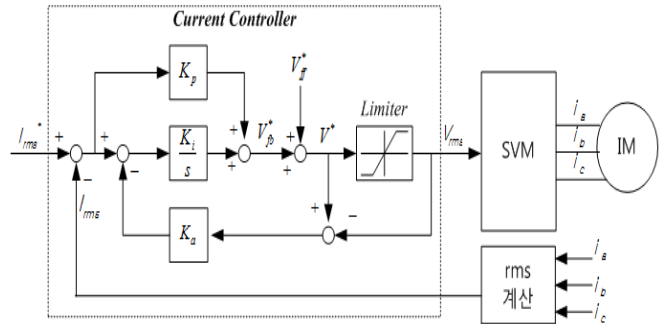 Current Controller
K_p
V_ff^*
Limiter
I_rms^*
+
+
K_i
s
+
+
V_fb^*
+
+
V^*
V_rms
SVM
i_a
i_b
i_c
IM
−
−
I_rms
K_a
+
−
rms
계산
i_a
i_b
i_c